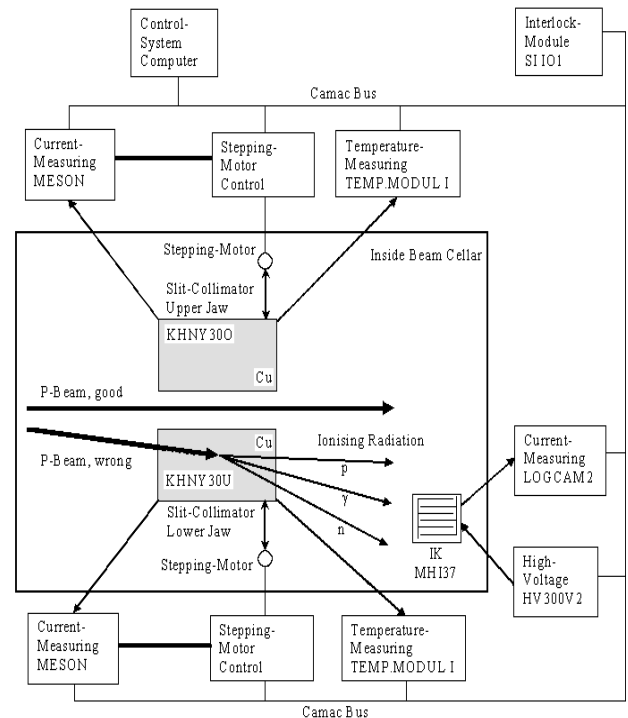 Control-
System
Computer
Interlock-
Module
SI IO1
Camac Bus
Current-
Measuring
MESON
Stepping-
Motor
Control
Temperature-
Measuring
TEMP.MODUL I
Stepping-Motor
Inside Beam Cellar
Slit-Collimator
Upper Jaw
KHNY30O
Cu
P-Beam, good
P-Beam, wrong
Cu
KHNY30U
Ionising Radiation
p
γ
n
Current-
Measuring
LOGCAM2
Slit-Collimator
Lower Jaw
Stepping-Motor
IK
MHI37
High-
Voltage
HV300V2
Current-
Measuring
MESON
Stepping-
Motor
Control
Temperature-
Measuring
TEMP.MODUL I
Camac Bus